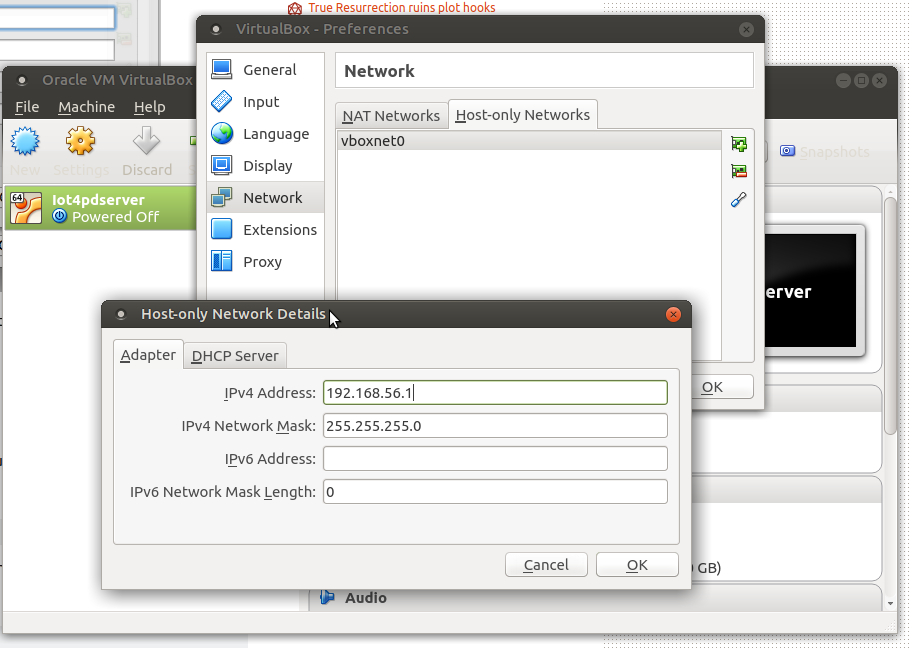 True Resurrection ruins plot hooks
VirtualBox - Preferences
Oracle VM VirtualBox
File Machine Help
New Settings Discard
Snapshots
64
Iot4pdserver
Powered Off
General
Input
Language
Display
Network
Extensions
Proxy
Network
NAT Networks Host-only Networks
vboxnet0
erver
OK
Host-only Network Details
Adapter DHCP Server
IPv4 Address: 192.168.56.1
IPv4 Network Mask: 255.255.255.0
IPv6 Address:
IPv6 Network Mask Length: 0
Cancel OK
GB)
Audio